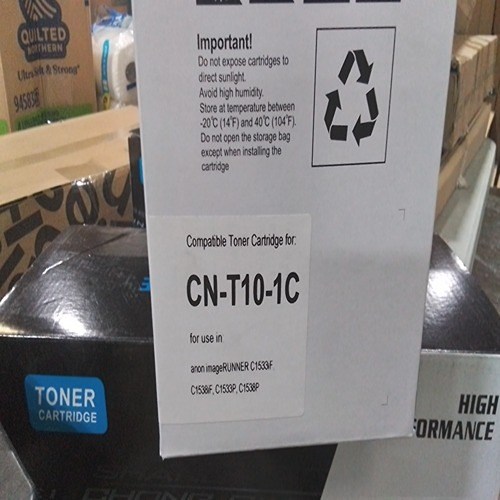 QUILTED
NORTHERN
Ultra Soft & Strong
94583
Important!
Do not expose cartridges to
direct sunlight.
Avoid high humidity.
Store at temperature between
-20°C (14°F) and 40°C (104°F).
Do not open the storage bag
except when installing the
cartridge
Compatible Toner Cartridge for:
CN-T10-1C
for use in
anon imageRUNNER C1533iF
C1538iF, C1533P, C1538P
TONER
CARTRIDGE
HIGH
FORMANCE